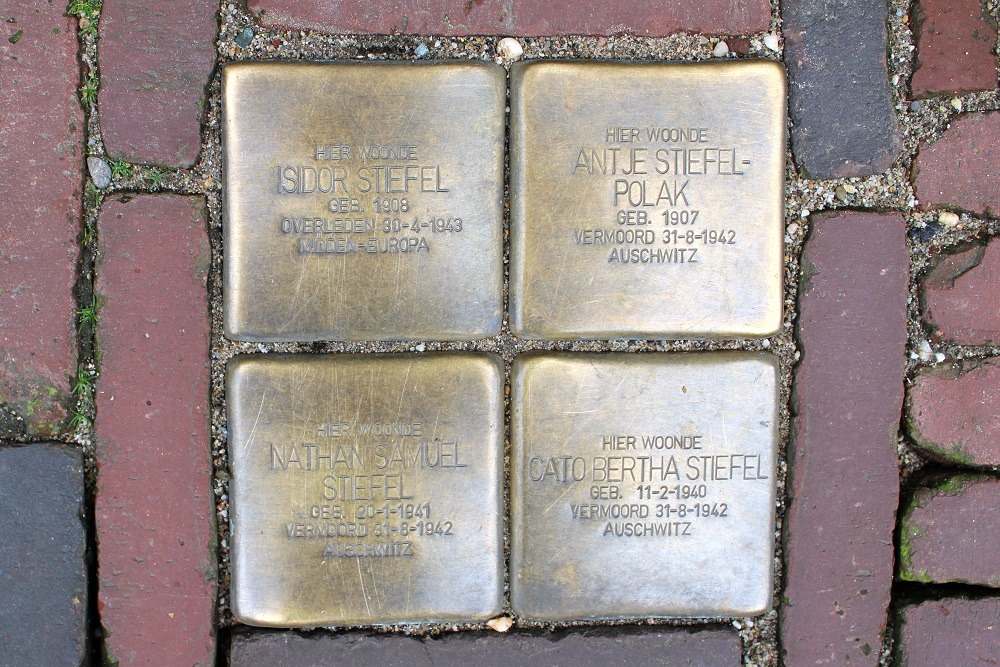 HIER WOONDE
ISIDOR STIEFEL
GEB. 1908
OVERLEDEN 30-4-1943
MIDDEN-EUROPA
HIER WOONDE
ANTJE STIEFEL-
POLAK
GEB. 1907
VERMOORD 31-8-1942
AUSCHWITZ
HIER WOONDE
NATHAN SAMUEL
STIEFEL
GEB. 20-1-1941
VERMOORD 31-8-1942
AUSCHWITZ
HIER WOONDE
CATO BERTHA STIEFEL
GEB. 11-2-1940
VERMOORD 31-8-1942
AUSCHWITZ